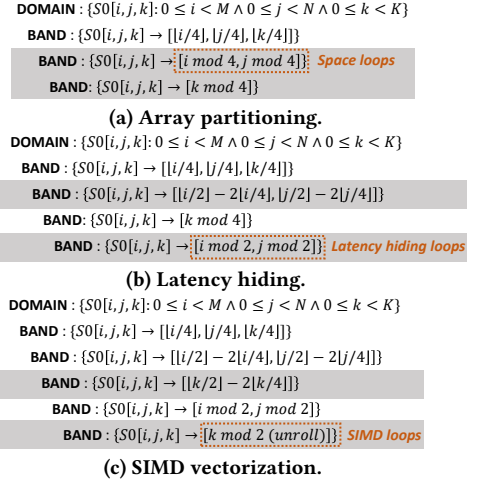 DOMAIN : {S0[i, j, k]: 0 ≤ i < M ∧ 0 ≤ j < N ∧ 0 ≤ k < K}
BAND : {S0[i, j, k] → [⌊i/4⌋, ⌊j/4⌋, ⌊k/4⌋]}
BAND : {S0[i, j, k] → [i mod 4, j mod 4]} Space loops
BAND: {S0[i, j, k] → [k mod 4]}
(a) Array partitioning.
DOMAIN : {S0[i, j, k]: 0 ≤ i < M ∧ 0 ≤ j < N ∧ 0 ≤ k < K}
BAND : {S0[i, j, k] → [⌊i/4⌋, ⌊j/4⌋, ⌊k/4⌋]}
BAND : {S0[i, j, k] → [⌊i/2⌋ − 2⌊i/4⌋, ⌊j/2⌋ − 2⌊j/4⌋]}
BAND : {S0[i, j, k] → [k mod 4]}
BAND : {S0[i, j, k] → [i mod 2, j mod 2]} Latency hiding loops
(b) Latency hiding.
DOMAIN : {S0[i, j, k]: 0 ≤ i < M ∧ 0 ≤ j < N ∧ 0 ≤ k < K}
BAND : {S0[i, j, k] → [⌊i/4⌋, ⌊j/4⌋, ⌊k/4⌋]}
BAND : {S0[i, j, k] → [⌊i/2⌋ − 2⌊i/4⌋, ⌊j/2⌋ − 2⌊j/4⌋]}
BAND : {S0[i, j, k] → [⌊k/2⌋ − 2⌊k/4⌋]}
BAND : {S0[i, j, k] → [i mod 2, j mod 2]}
BAND : {S0[i, j, k] → [k mod 2 (unroll)]} SIMD loops
(c) SIMD vectorization.